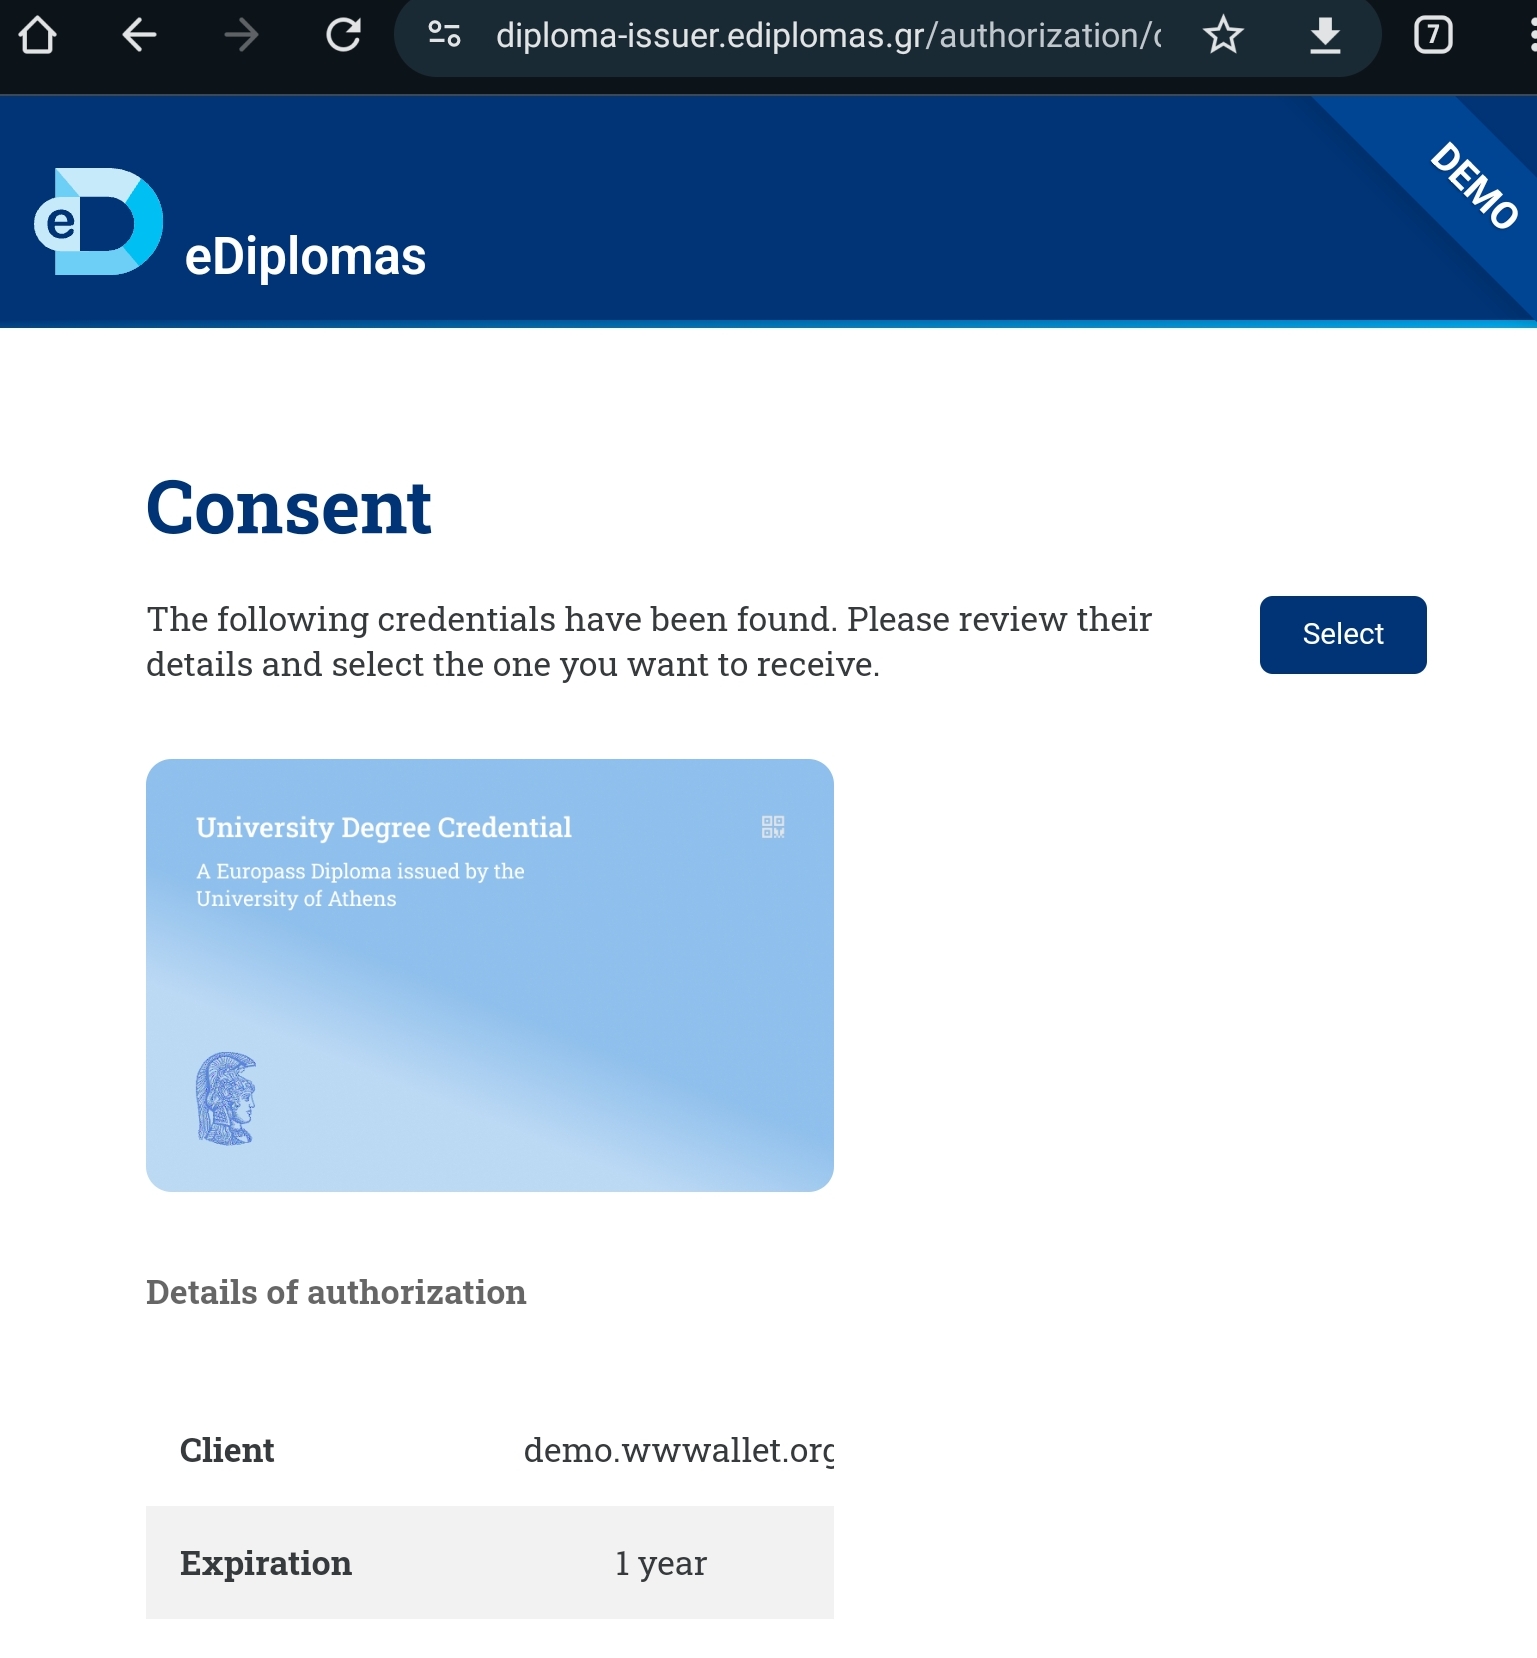 diploma-issuer.ediplomas.gr/authorization/
7
DEMO
e
eDiplomas
Consent
The following credentials have been found. Please review their
details and select the one you want to receive.
Select
University Degree Credential
A Europass Diploma issued by the
University of Athens
Details of authorization
Client demo.wwwallet.org
Expiration 1 year